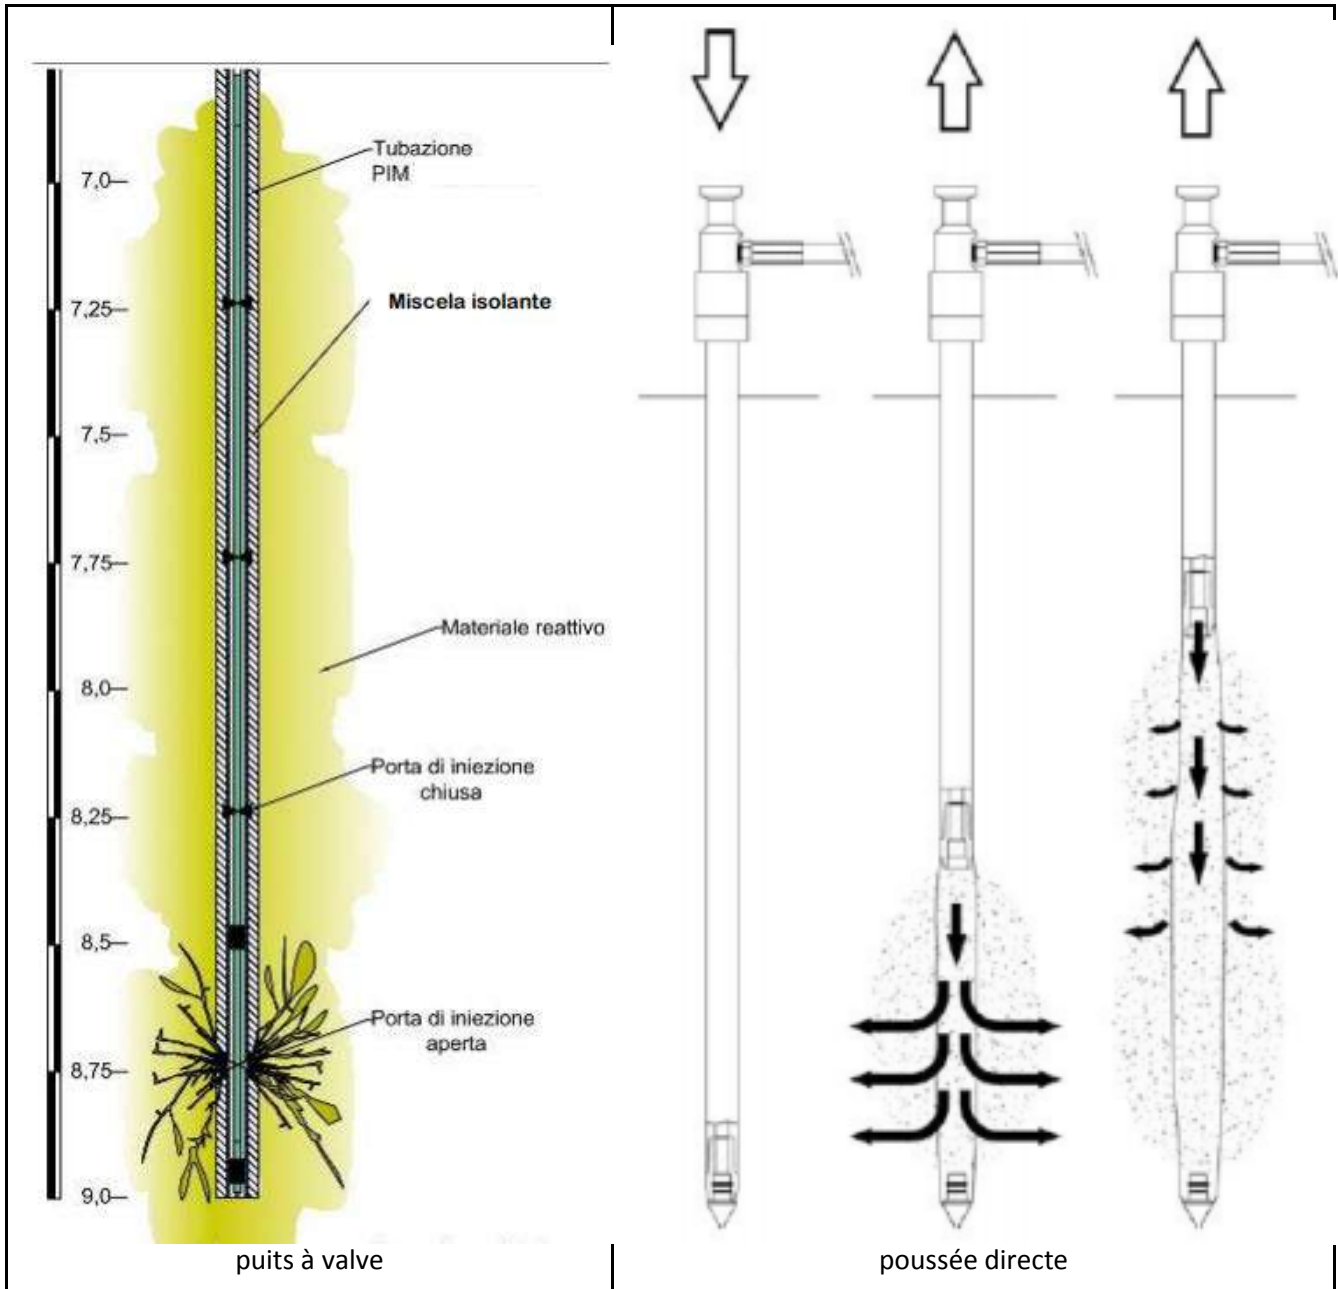 Tubazione
PIM
7,0
Miscela isolante
7,25
7,5
7,75
Materiale reattivo
8,0
Porta di iniezione
chiusa
8,25
8,5
Porta di iniezione
aperta
8,75
9,0
puits à valve
poussée directe